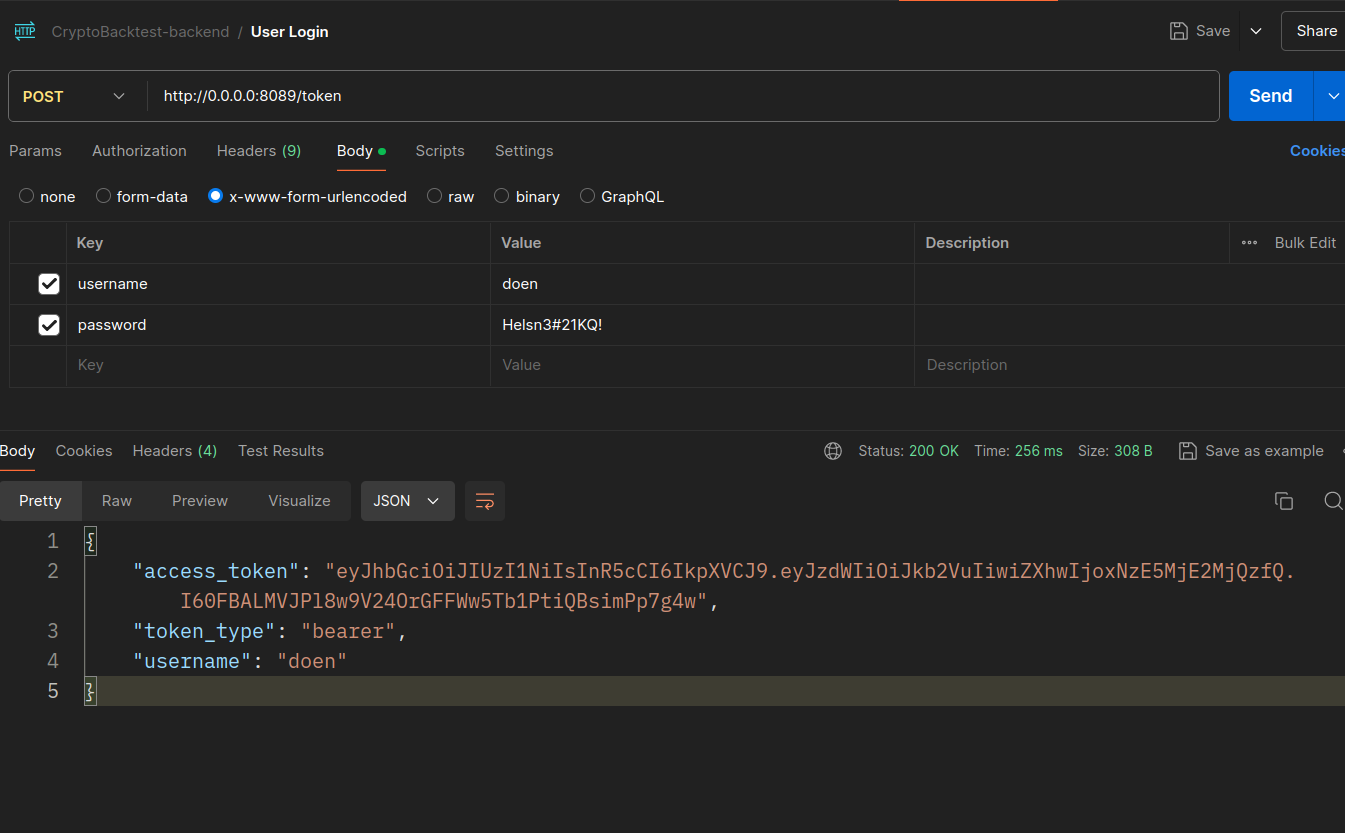 HTTP CryptoBacktest-backend / User Login Save Share
POST http://0.0.0.0:8089/token Send
Params Authorization Headers (9) Body Scripts Settings Cookies
none form-data x-www-form-urlencoded raw binary GraphQL
Key Value Description Bulk Edit
username doen
password Helsn3#21KQ!
Key Value Description
Body Cookies Headers (4) Test Results Status: 200 OK Time: 256 ms Size: 308 B Save as example
Pretty Raw Preview Visualize JSON
1 {
2 "access_token": "eyJhbGciOiJIUzI1NiIsInR5cCI6IkpXVCJ9.eyJzdWIiOiJkb2VuIiwiZXhwIjoxNzE5MjE2MjQzfQ.
I60FBALMVJPl8w9V24OrGFFWw5Tb1PtiQBsimPp7g4w",
3 "token_type": "bearer",
4 "username": "doen"
5 }